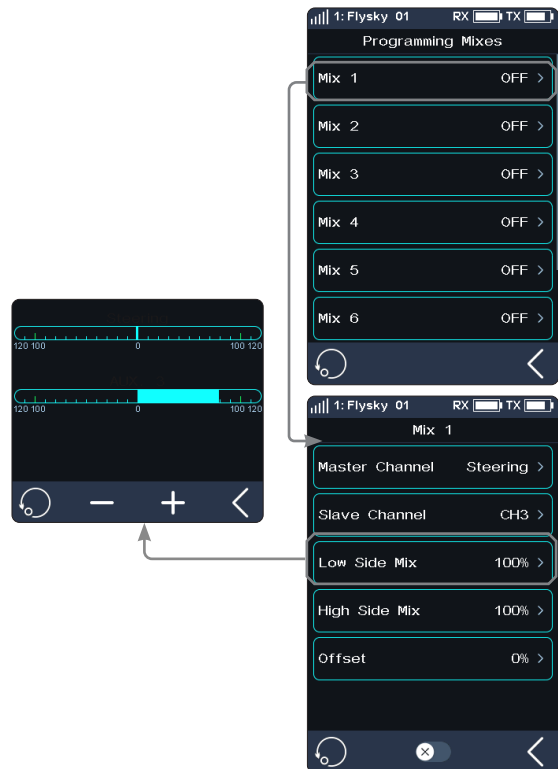 1: Flysky 01 RX TX
Programming Mixes
Mix 1 OFF
Mix 2 OFF
Mix 3 OFF
Mix 4 OFF
Mix 5 OFF
Mix 6 OFF
120 100 0 100 120
120 100 0 100 120
1: Flysky 01 RX TX
Mix 1
Master Channel Steering
Slave Channel CH3
Low Side Mix 100%
High Side Mix 100%
Offset 0%